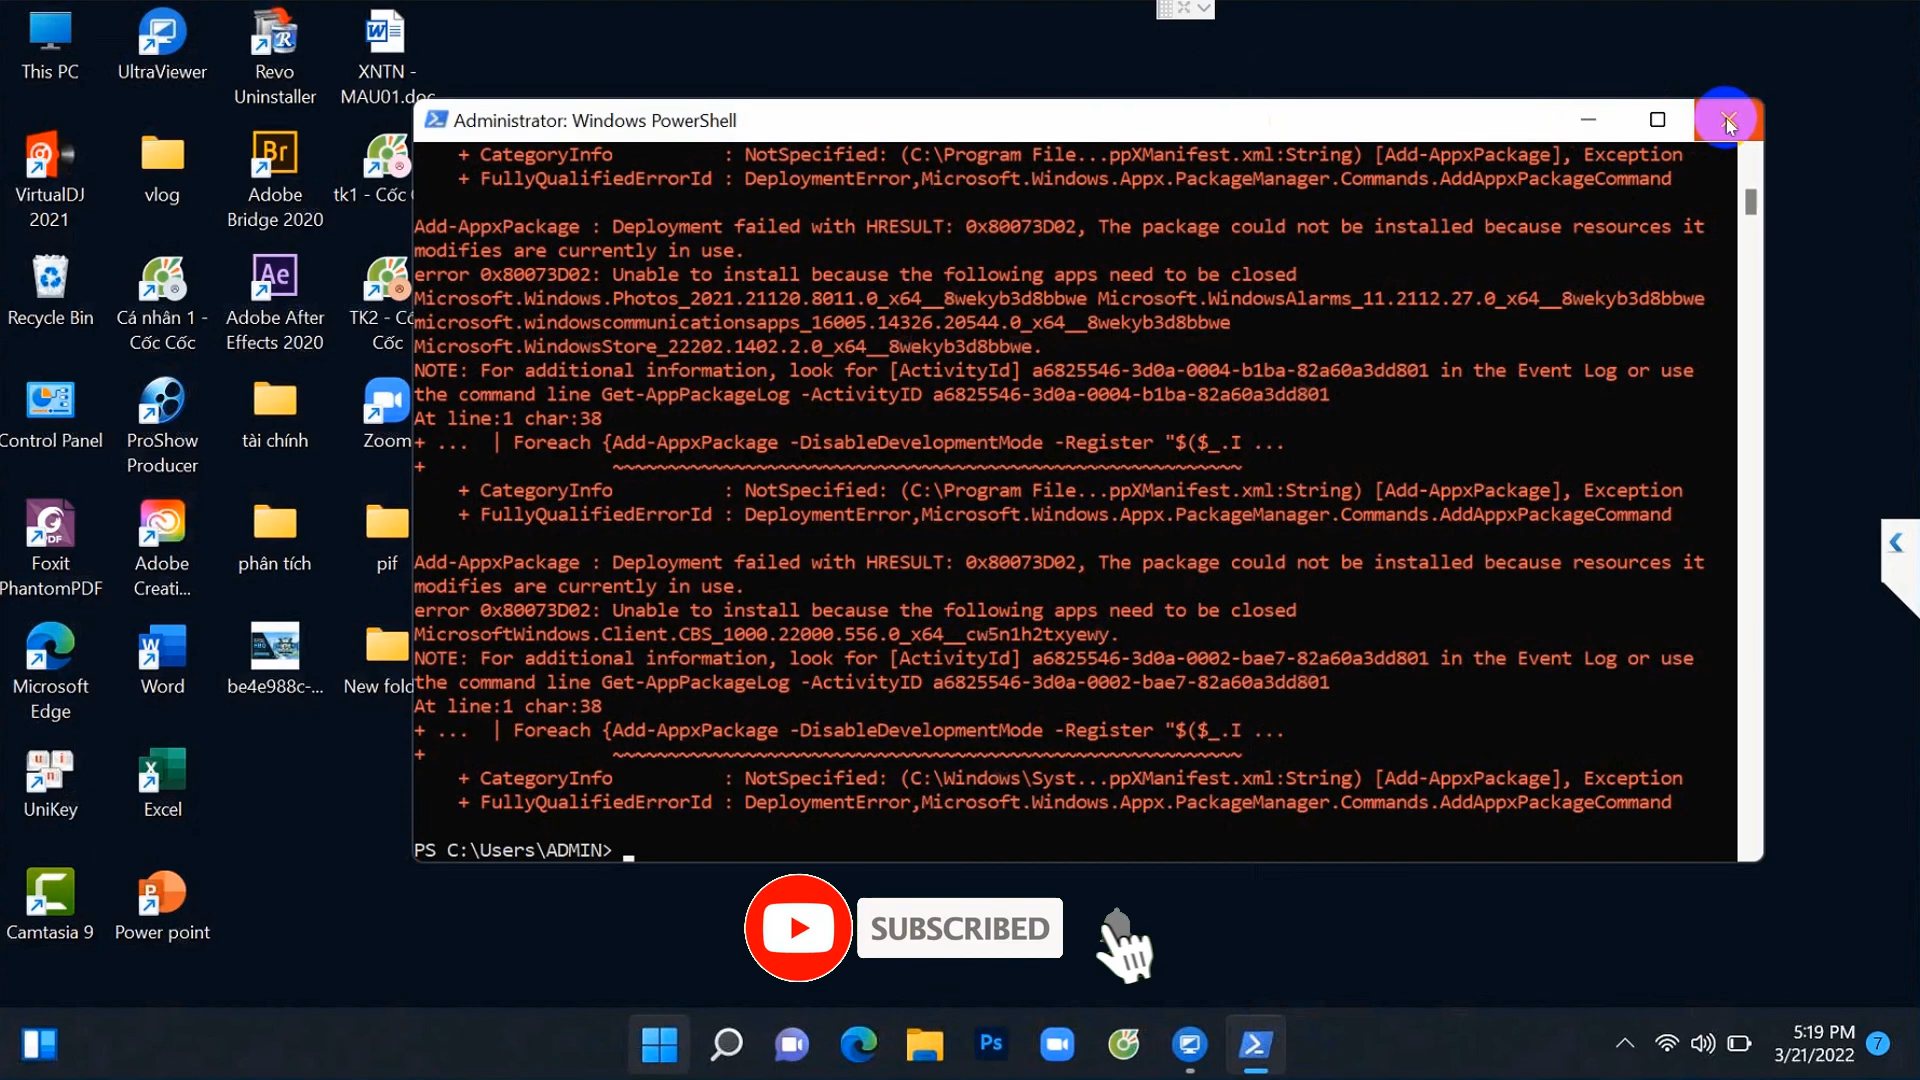 This PC
UltraViewer
Revo
Uninstaller
XNTN -
MAU01.doc
VirtualDJ
2021
vlog
Adobe
Bridge 2020
tk1 - Cốc
Recycle Bin
Cá nhân 1 -
Cốc Cốc
Adobe After
Effects 2020
TK2 - Cố
Cốc
Control Panel
ProShow
Producer
tài chính
Zoom
Foxit
PhantomPDF
Adobe
Creati...
phân tích
pif
Microsoft
Edge
Word
be4e988c-...
New fold
UniKey
Excel
Camtasia 9
Power point
Administrator: Windows PowerShell
+ CategoryInfo : NotSpecified: (C:\Program File...ppXManifest.xml:String) [Add-AppxPackage], Exception
+ FullyQualifiedErrorId : DeploymentError,Microsoft.Windows.Appx.PackageManager.Commands.AddAppxPackageCommand
Add-AppxPackage : Deployment failed with HRESULT: 0x80073D02, The package could not be installed because resources it
modifies are currently in use.
error 0x80073D02: Unable to install because the following apps need to be closed
Microsoft.Windows.Photos_2021.21120.8011.0_x64__8wekyb3d8bbwe Microsoft.WindowsAlarms_11.2112.27.0_x64__8wekyb3d8bbwe
microsoft.windowscommunicationsapps_16005.14326.20544.0_x64__8wekyb3d8bbwe
Microsoft.WindowsStore_22202.1402.2.0_x64__8wekyb3d8bbwe.
NOTE: For additional information, look for [ActivityId] a6825546-3d0a-0004-b1ba-82a60a3dd801 in the Event Log or use
the command line Get-AppPackageLog -ActivityID a6825546-3d0a-0004-b1ba-82a60a3dd801
At line:1 char:38
+ ... | Foreach {Add-AppxPackage -DisableDevelopmentMode -Register "$($_.I ...
+ ~~~~~~~~~~~~~~~~~~~~~~~~~~~~~~~~~~~~~~~~~~~~~~~~~~~~~~~~~
+ CategoryInfo : NotSpecified: (C:\Program File...ppXManifest.xml:String) [Add-AppxPackage], Exception
+ FullyQualifiedErrorId : DeploymentError,Microsoft.Windows.Appx.PackageManager.Commands.AddAppxPackageCommand
Add-AppxPackage : Deployment failed with HRESULT: 0x80073D02, The package could not be installed because resources it
modifies are currently in use.
error 0x80073D02: Unable to install because the following apps need to be closed
MicrosoftWindows.Client.CBS_1000.22000.556.0_x64__cw5n1h2txyewy.
NOTE: For additional information, look for [ActivityId] a6825546-3d0a-0002-bae7-82a60a3dd801 in the Event Log or use
the command line Get-AppPackageLog -ActivityID a6825546-3d0a-0002-bae7-82a60a3dd801
At line:1 char:38
+ ... | Foreach {Add-AppxPackage -DisableDevelopmentMode -Register "$($_.I ...
+ ~~~~~~~~~~~~~~~~~~~~~~~~~~~~~~~~~~~~~~~~~~~~~~~~~~~~~~~~~
+ CategoryInfo : NotSpecified: (C:\Windows\Syst...ppXManifest.xml:String) [Add-AppxPackage], Exception
+ FullyQualifiedErrorId : DeploymentError,Microsoft.Windows.Appx.PackageManager.Commands.AddAppxPackageCommand
PS C:\Users\ADMIN> _
SUBSCRIBED
5:19 PM
3/21/2022
7